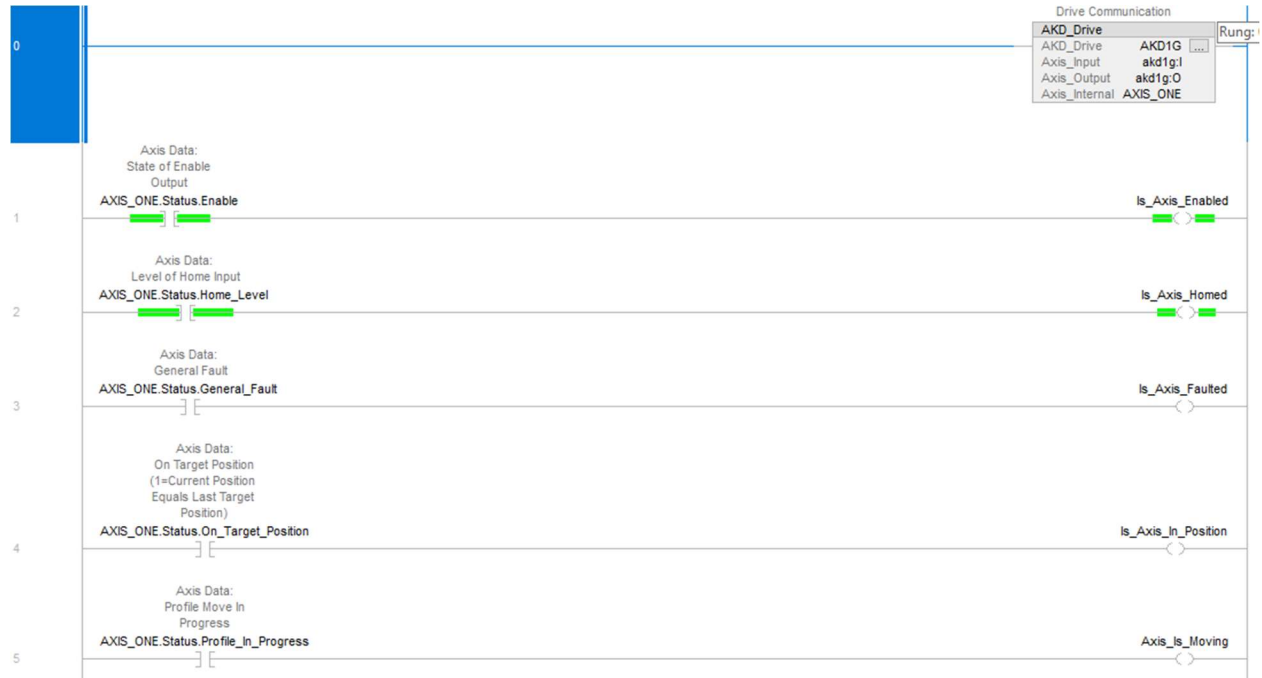 Drive Communication
0
AKD_Drive
Rung:
AKD_Drive AKD1G ...
Axis_Input akd1g:I
Axis_Output akd1g:O
Axis_Internal AXIS_ONE
Axis Data:
State of Enable
Output
AXIS_ONE.Status.Enable
Is_Axis_Enabled
1
Axis Data:
Level of Home Input
AXIS_ONE.Status.Home_Level
Is_Axis_Homed
2
Axis Data:
General Fault
AXIS_ONE.Status.General_Fault
Is_Axis_Faulted
3
Axis Data:
On Target Position
(1=Current Position
Equals Last Target
Position)
AXIS_ONE.Status.On_Target_Position
Is_Axis_In_Position
4
Axis Data:
Profile Move In
Progress
AXIS_ONE.Status.Profile_In_Progress
Axis_Is_Moving
5